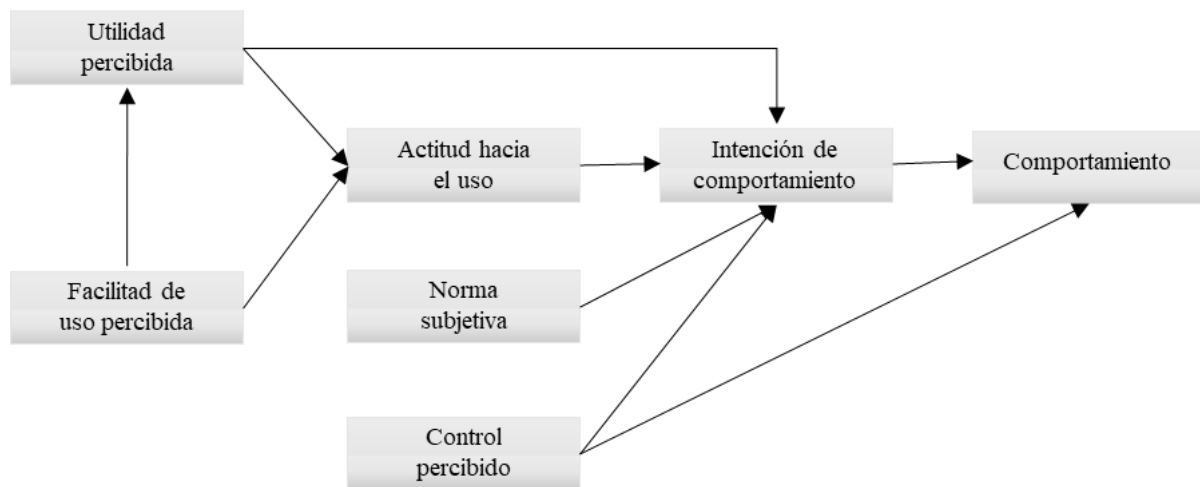 Utilidad
percibida
Actitud hacia
el uso
Intención de
comportamiento
Comportamiento
Facilitad de
uso percibida
Norma
subjetiva
Control
percibido